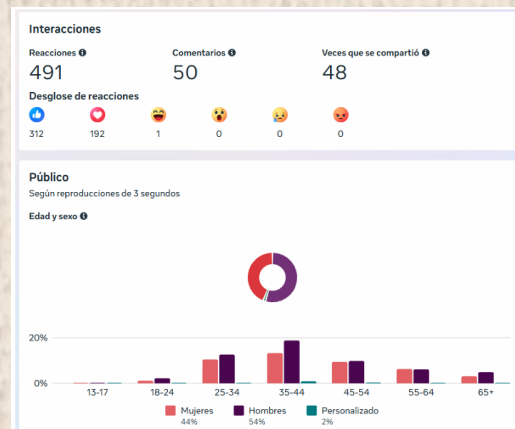 Interacciones
Reacciones Comentarios Veces que se compartió
491 50 48
Desglose de reacciones
312 192 1 0 0 0
Público
Según reproducciones de 3 segundos
Edad y sexo
20%
0%
13-17 18-24 25-34 35-44 45-54 55-64 65+
Mujeres Hombres Personalizado
44% 54% 2%